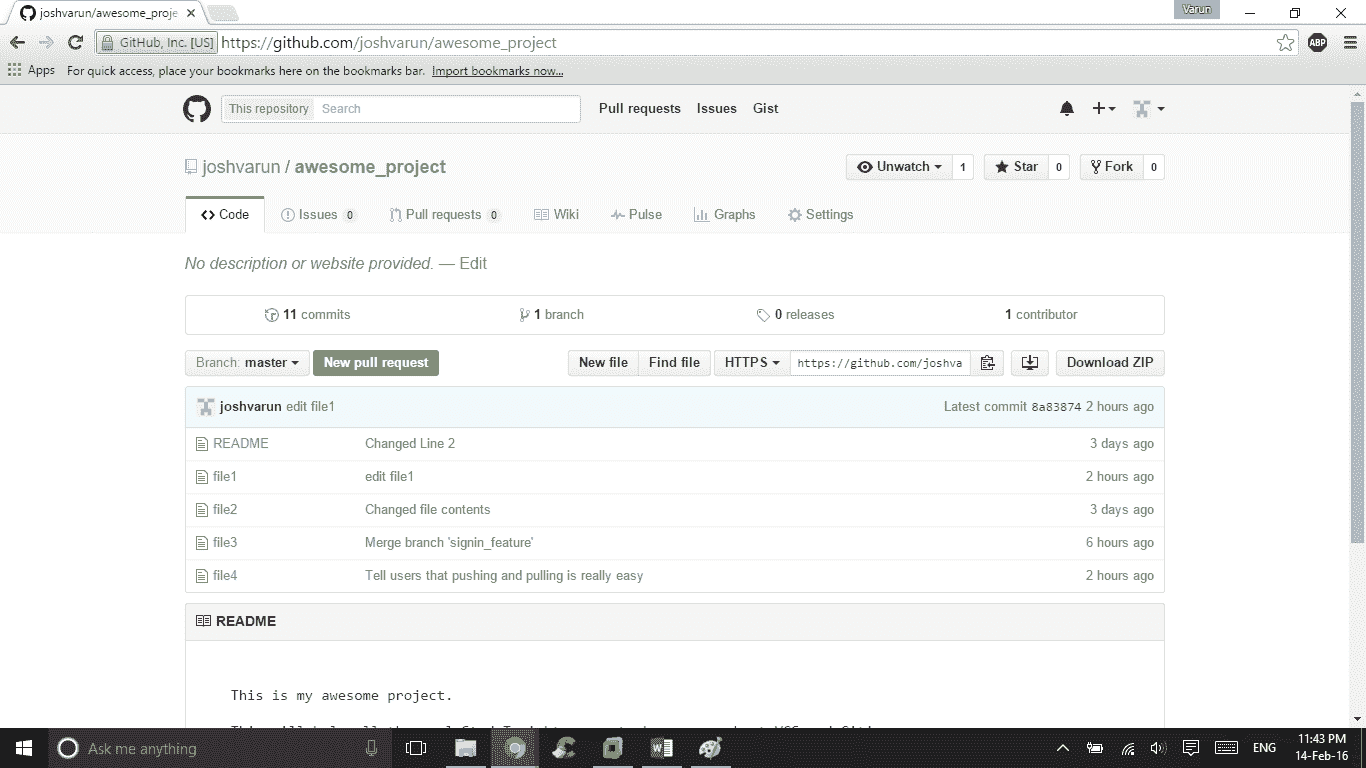 joshvarun/awesome_proje
Varun
GitHub, Inc. [US] https://github.com/joshvarun/awesome_project
ABP
Apps For quick access, place your bookmarks here on the bookmarks bar. Import bookmarks now...
This repository Search Pull requests Issues Gist
joshvarun / awesome_project Unwatch 1 Star 0 Fork 0
Code Issues 0 Pull requests 0 Wiki Pulse Graphs Settings
No description or website provided. — Edit
11 commits 1 branch 0 releases 1 contributor
Branch: master New pull request New file Find file HTTPS https://github.com/joshva Download ZIP
joshvarun edit file1 Latest commit 8a83874 2 hours ago
README Changed Line 2 3 days ago
file1 edit file1 2 hours ago
file2 Changed file contents 3 days ago
file3 Merge branch 'signin_feature' 6 hours ago
file4 Tell users that pushing and pulling is really easy 2 hours ago
README
This is my awesome project.
Ask me anything ENG 11:43 PM
14-Feb-16